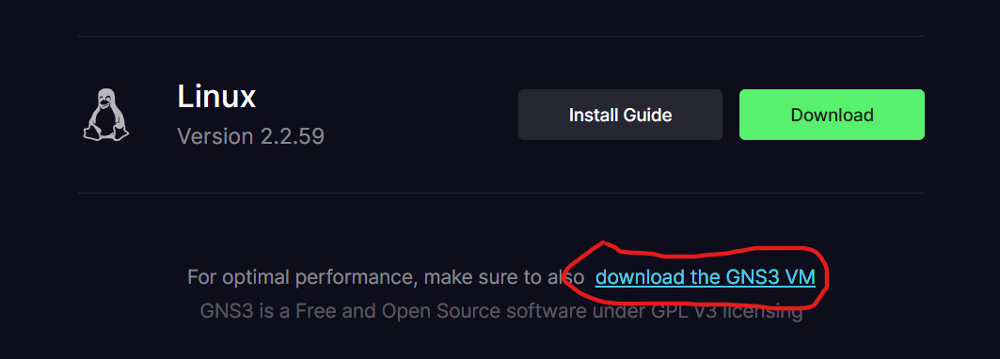 Linux
Version 2.2.59
Install Guide
Download
For optimal performance, make sure to also download the GNS3 VM
GNS3 is a Free and Open Source software under GPL V3 licensing